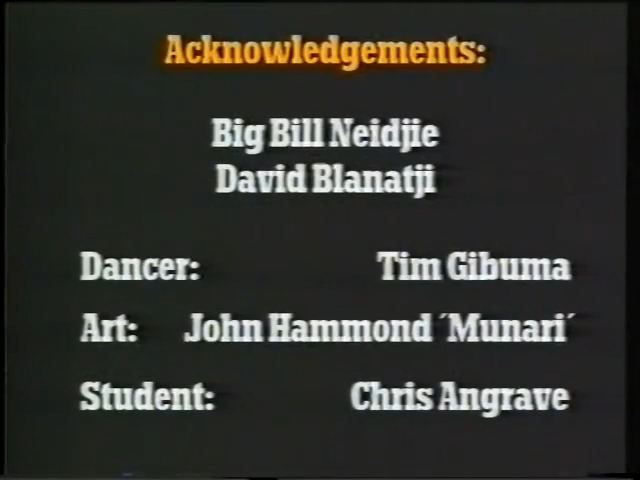 Acknowledgements:
Big Bill Neidjie
David Blanatji
Dancer: Tim Gibuma
Art: John Hammond ´Munari´
Student: Chris Angrave